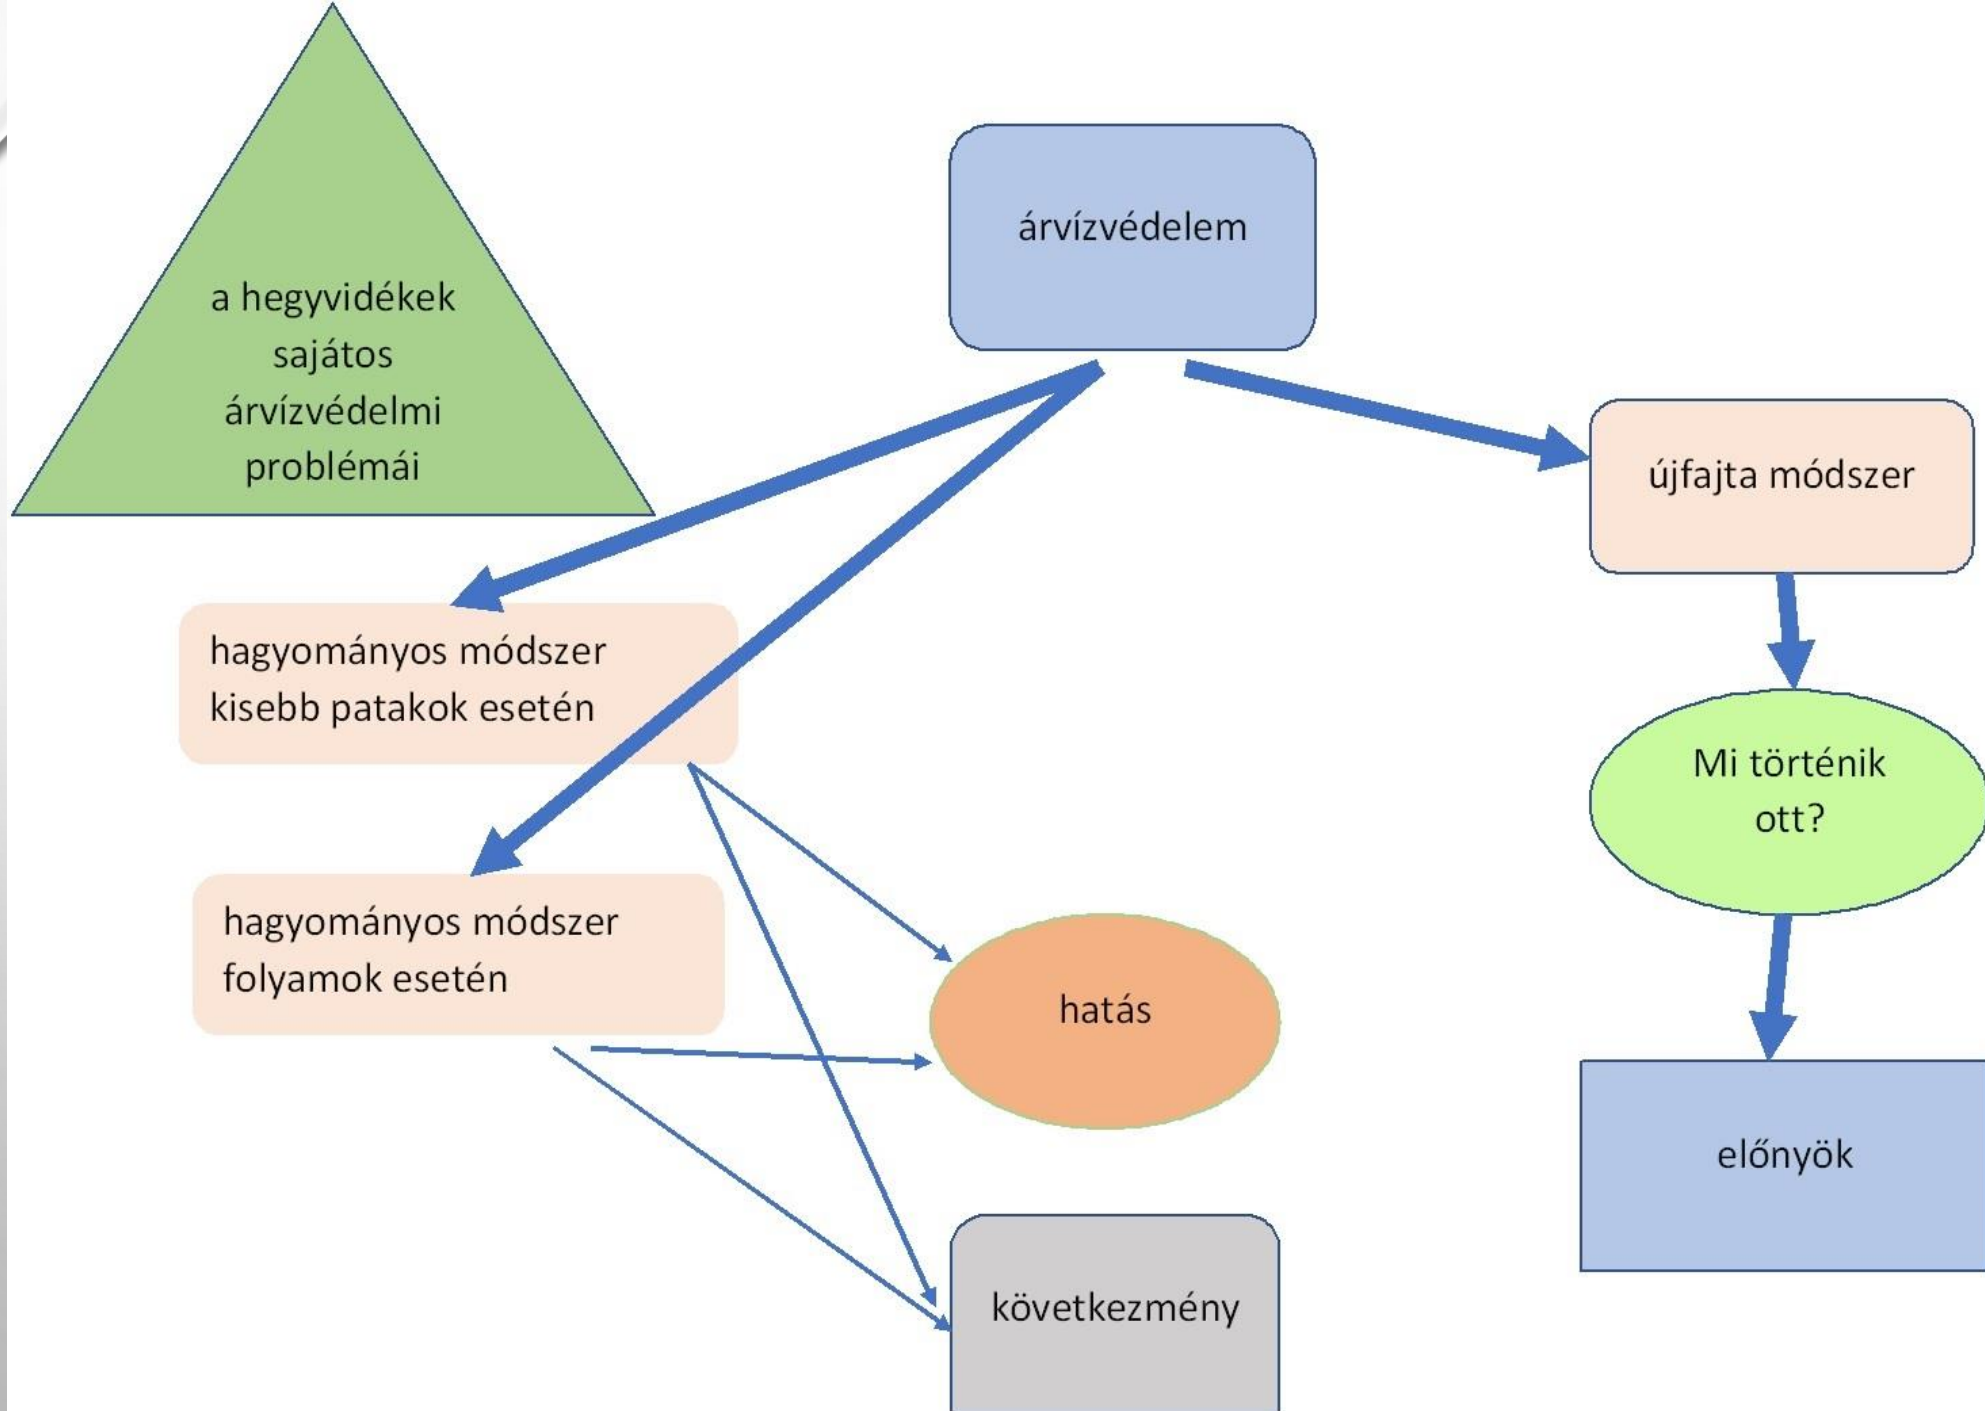 a hegyvidékek
sajátos
árvízvédelmi
problémái
árvízvédelem
újfajta módszer
hagyományos módszer
kisebb patakok esetén
Mi történik
ott?
hagyományos módszer
folyamok esetén
hatás
előnyök
következmény